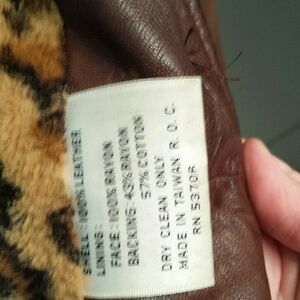 SHELL: 100% LEATHER
LINING:
FACE: 100% RAYON
BACKING: 43% RAYON
57% COTTON
DRY CLEAN ONLY
MADE IN TAIWAN R. O. C.
RN 53706